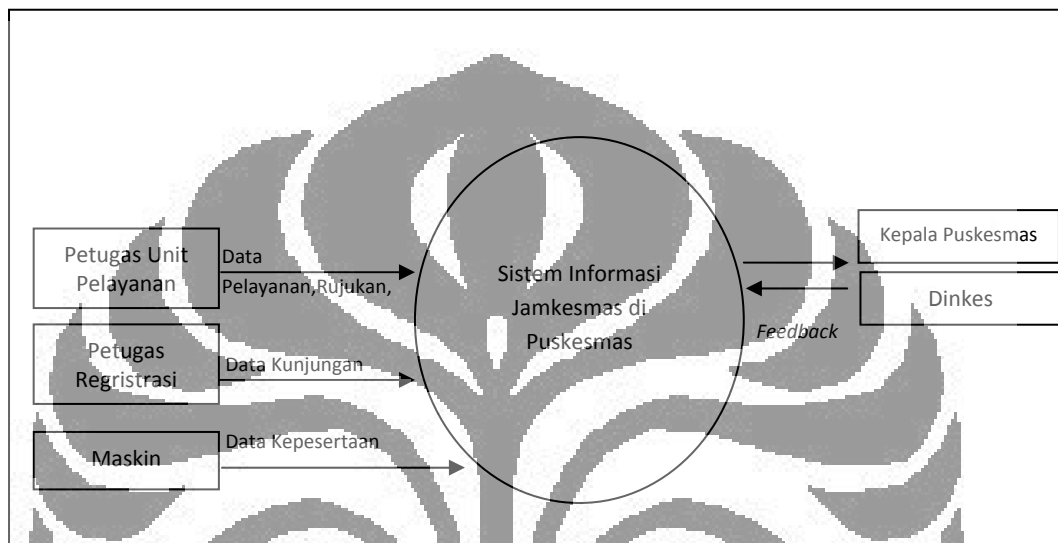 Petugas Unit
Pelayanan
Data
Pelayanan,Rujukan,
Petugas
Regristrasi
Data Kunjungan
Maskin
Data Kepesertaan
Sistem Informasi
Jamkesmas di
Puskesmas
Kepala Puskesmas
Dinkes
Feedback